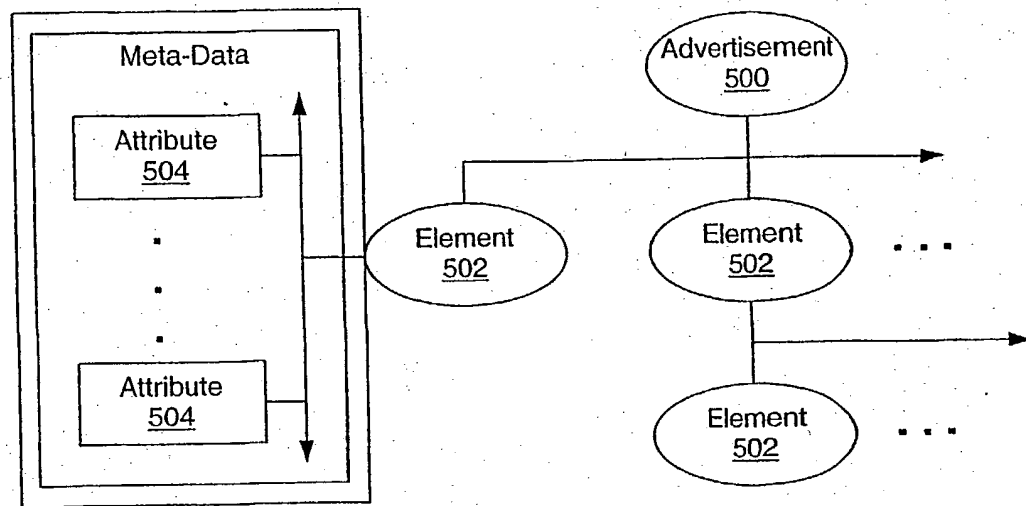 Meta-Data
Attribute
504
Attribute
504
Advertisement
500
Element
502
Element
502
Element
502